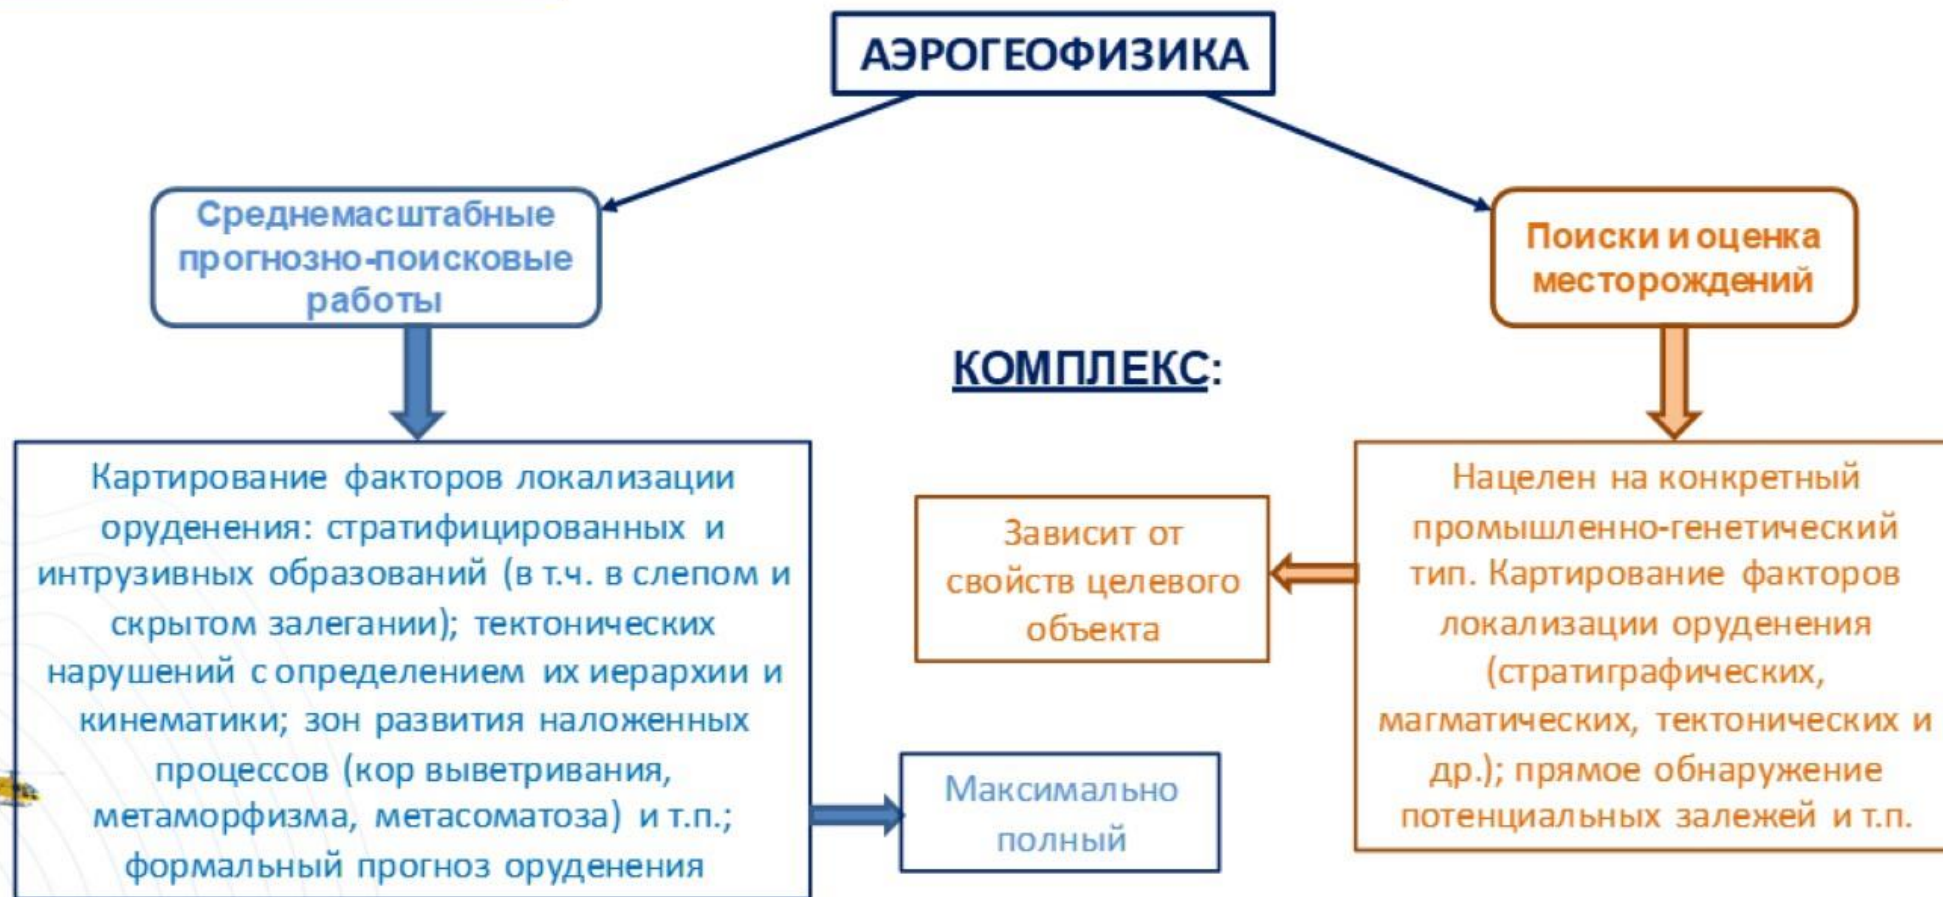 АЭРОГЕОФИЗИКА
Среднемасштабные
прогнозно-поисковые
работы
Поиски и оценка
месторождений
КОМПЛЕКС:
Картирование факторов локализации
оруденения: стратифицированных и
интрузивных образований (в т.ч. в слепом и
скрытом залегании); тектонических
нарушений с определением их иерархии и
кинематики; зон развития наложенных
процессов (кор выветривания,
метаморфизма, метасоматоза) и т.п.;
формальный прогноз оруденения
Максимально
полный
Зависит от
свойств целевого
объекта
Нацелен на конкретный
промышленно-генетический
тип. Картирование факторов
локализации оруденения
(стратиграфических,
магматических, тектонических и
др.); прямое обнаружение
потенциальных залежей и т.п.